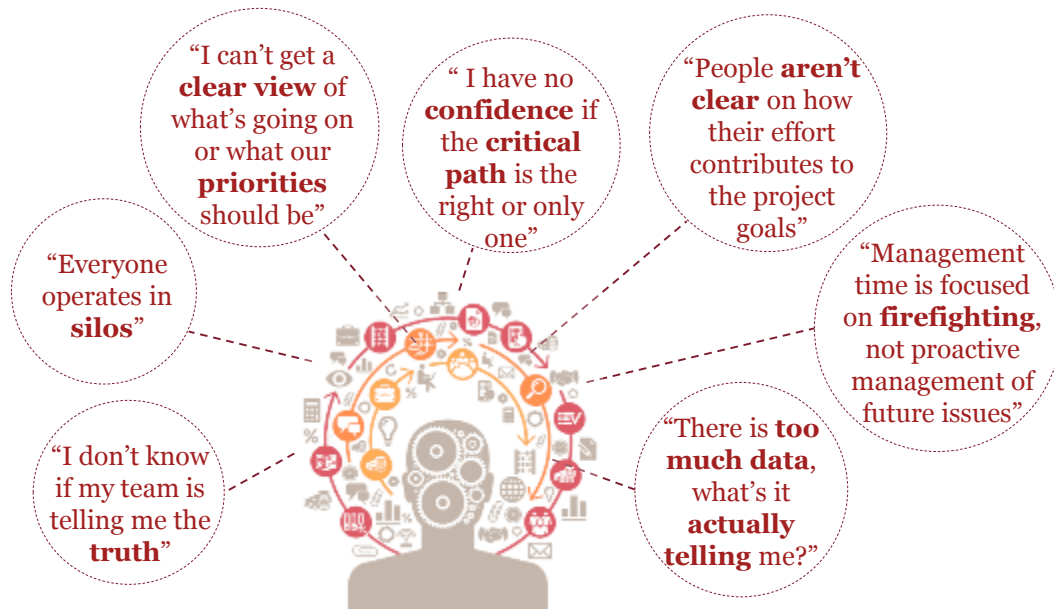 “I can’t get a
clear view of
what’s going on
or what our
priorities
should be”
“ I have no
confidence if
the critical
path is the
right or only
one”
“People aren’t
clear on how
their effort
contributes to
the project
goals”
“Everyone
operates in
silos”
“Management
time is focused
on firefighting,
not proactive
management of
future issues”
“I don’t know
if my team is
telling me the
truth”
“There is too
much data,
what’s it
actually
telling me?”